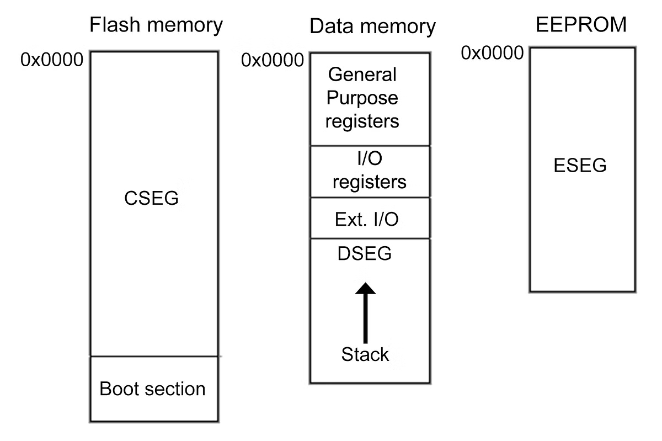 Flash memory
0x0000
CSEG
Boot section
Data memory
0x0000
General
Purpose
registers
I/O
registers
Ext. I/O
DSEG
Stack
EEPROM
0x0000
ESEG